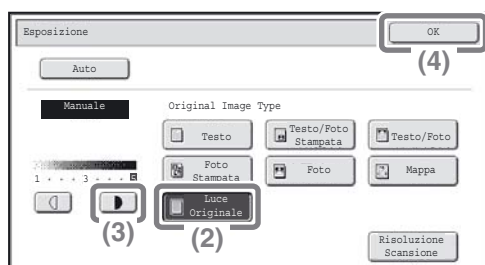 Esposizione
OK
(4)
Auto
Manuale
Original Image Type
Testo
Testo/Foto
Stampata
Testo/Foto
1 • • • 3 • • • 5
Foto
Stampata
Foto
Mappa
Luce
Originale
(3)
(2)
Risoluzione
Scansione